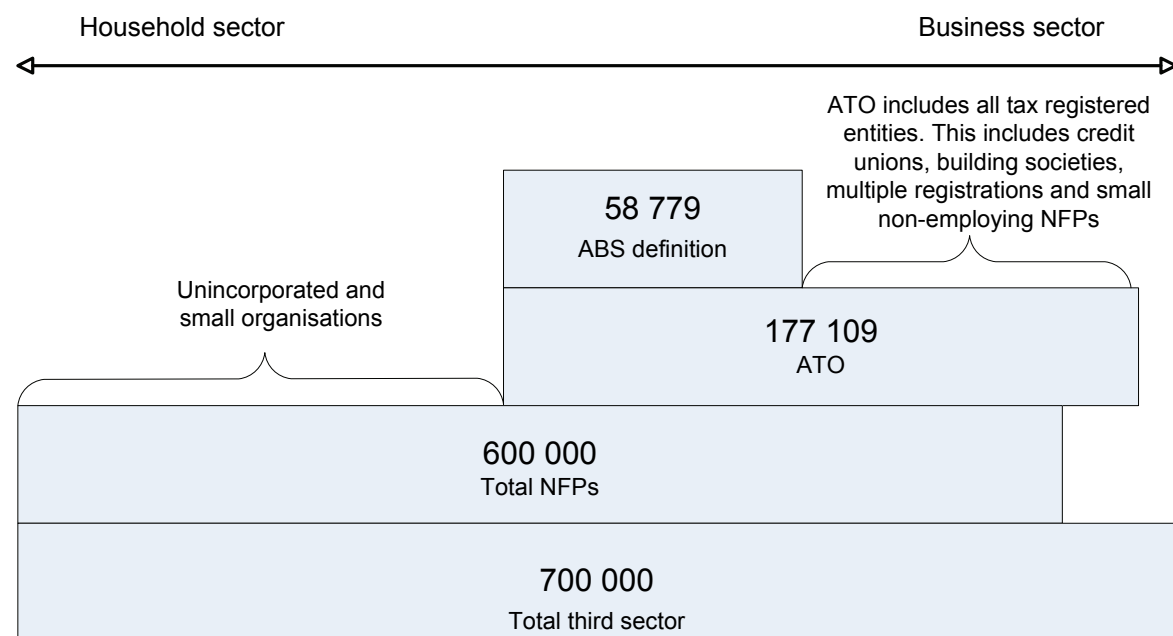 Household sector
Business sector
ATO includes all tax registered
entities. This includes credit
unions, building societies,
multiple registrations and small
non-employing NFPs
58 779
ABS definition
Unincorporated and
small organisations
177 109
ATO
600 000
Total NFPs
700 000
Total third sector